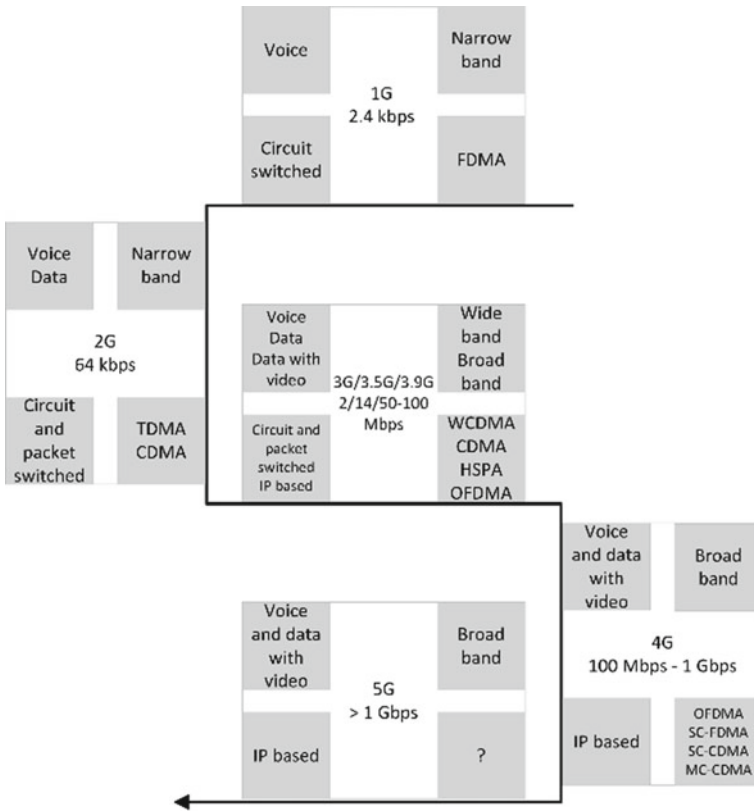 Voice
Narrow
band
1G
2.4 kbps
Circuit
switched
FDMA
Voice
Data
Narrow
band
2G
64 kbps
Circuit
and
packet
switched
TDMA
CDMA
Voice
Data
Data with
video
Wide
band
Broad
band
3G/3.5G/3.9G
2/14/50-100
Mbps
Circuit and
packet
switched
IP based
WCDMA
CDMA
HSPA
OFDMA
Voice
and data
with
video
Broad
band
4G
100 Mbps - 1 Gbps
IP based
OFDMA
SC-FDMA
SC-CDMA
MC-CDMA
Voice
and data
with
video
Broad
band
5G
> 1 Gbps
IP based
?